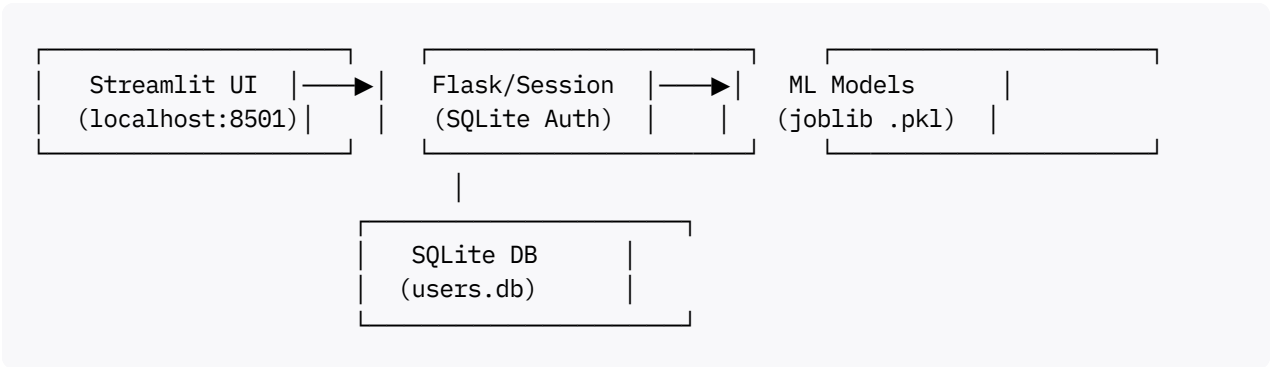 Streamlit UI Flask/Session ML Models
(localhost:8501) (SQLite Auth) (joblib .pkl)
SQLite DB
(users.db)